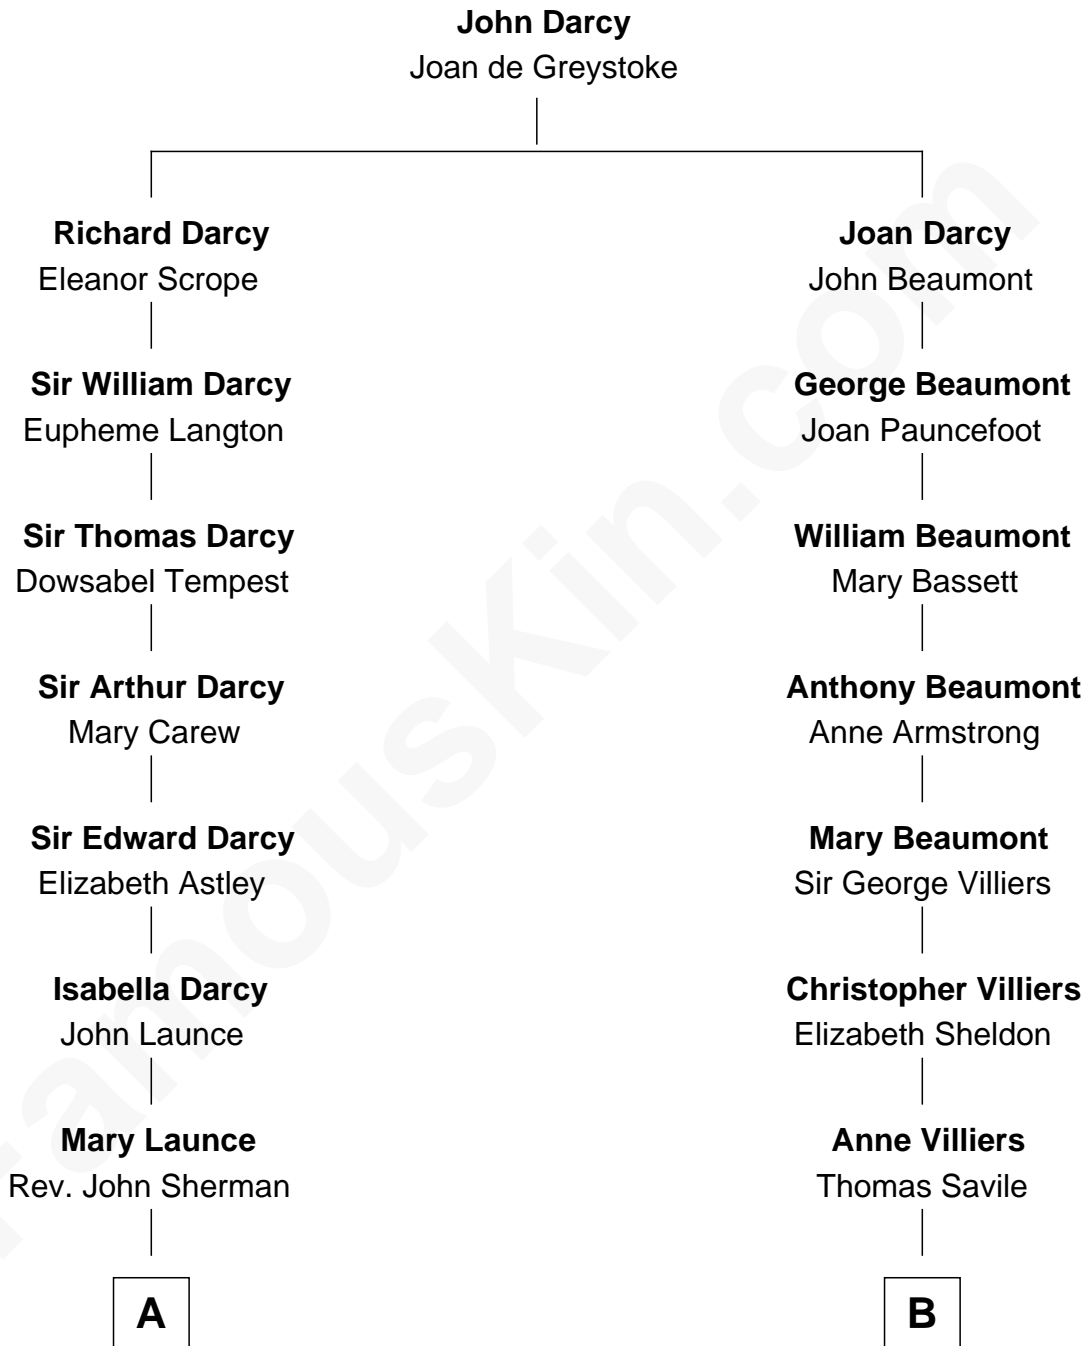 John Darcy
Joan de Greystoke
Richard Darcy
Eleanor Scrope
Joan Darcy
John Beaumont
Sir William Darcy
Eupheme Langton
George Beaumont
Joan Pauncefoot
Sir Thomas Darcy
Dowsabel Tempest
William Beaumont
Mary Bassett
Sir Arthur Darcy
Mary Carew
Anthony Beaumont
Anne Armstrong
Sir Edward Darcy
Elizabeth Astley
Mary Beaumont
Sir George Villiers
Isabella Darcy
John Launce
Christopher Villiers
Elizabeth Sheldon
Mary Launce
Rev. John Sherman
Anne Villiers
Thomas Savile
A
B
FamousKin.com